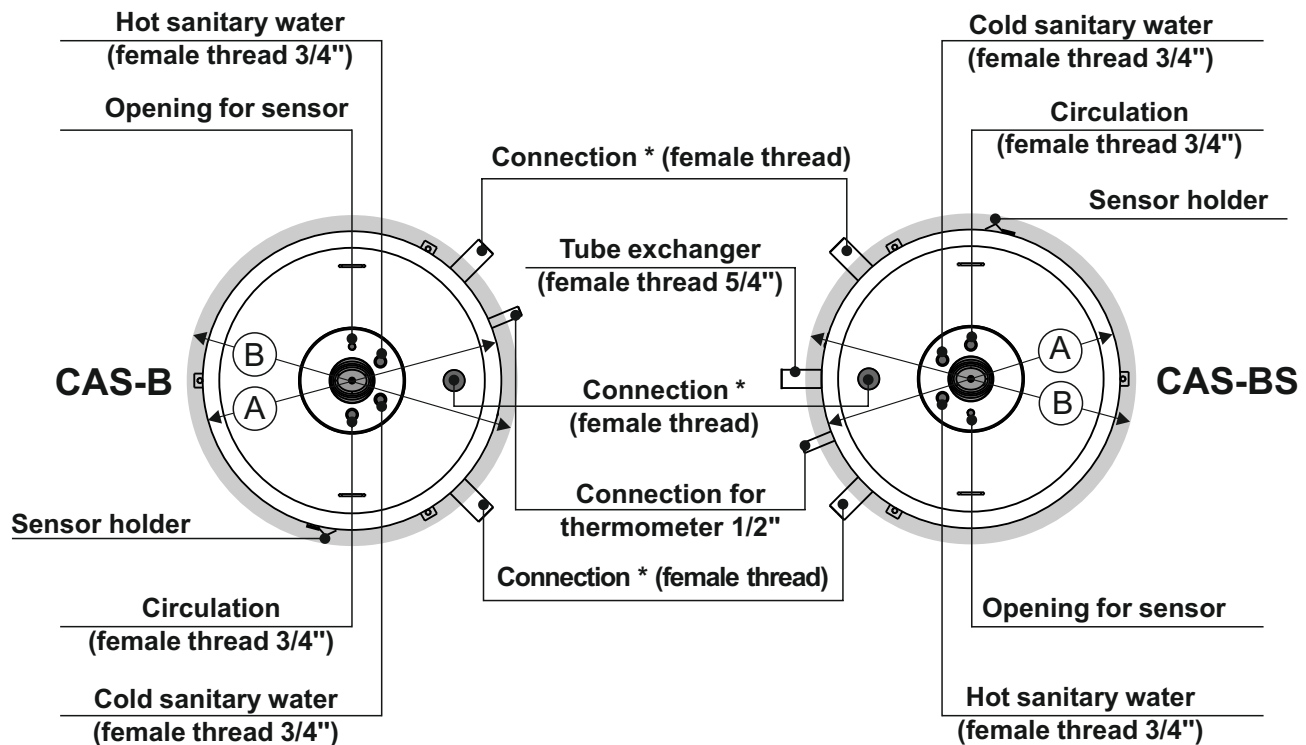 Hot sanitary water
(female thread 3/4")
Opening for sensor
Cold sanitary water
(female thread 3/4")
Circulation
(female thread 3/4")
Connection * (female thread)
Sensor holder
Tube exchanger
(female thread 5/4")
B
A
CAS-B
A
B
CAS-BS
Connection *
(female thread)
Connection for
thermometer 1/2"
Sensor holder
Connection * (female thread)
Circulation
(female thread 3/4")
Opening for sensor
Cold sanitary water
(female thread 3/4")
Hot sanitary water
(female thread 3/4")